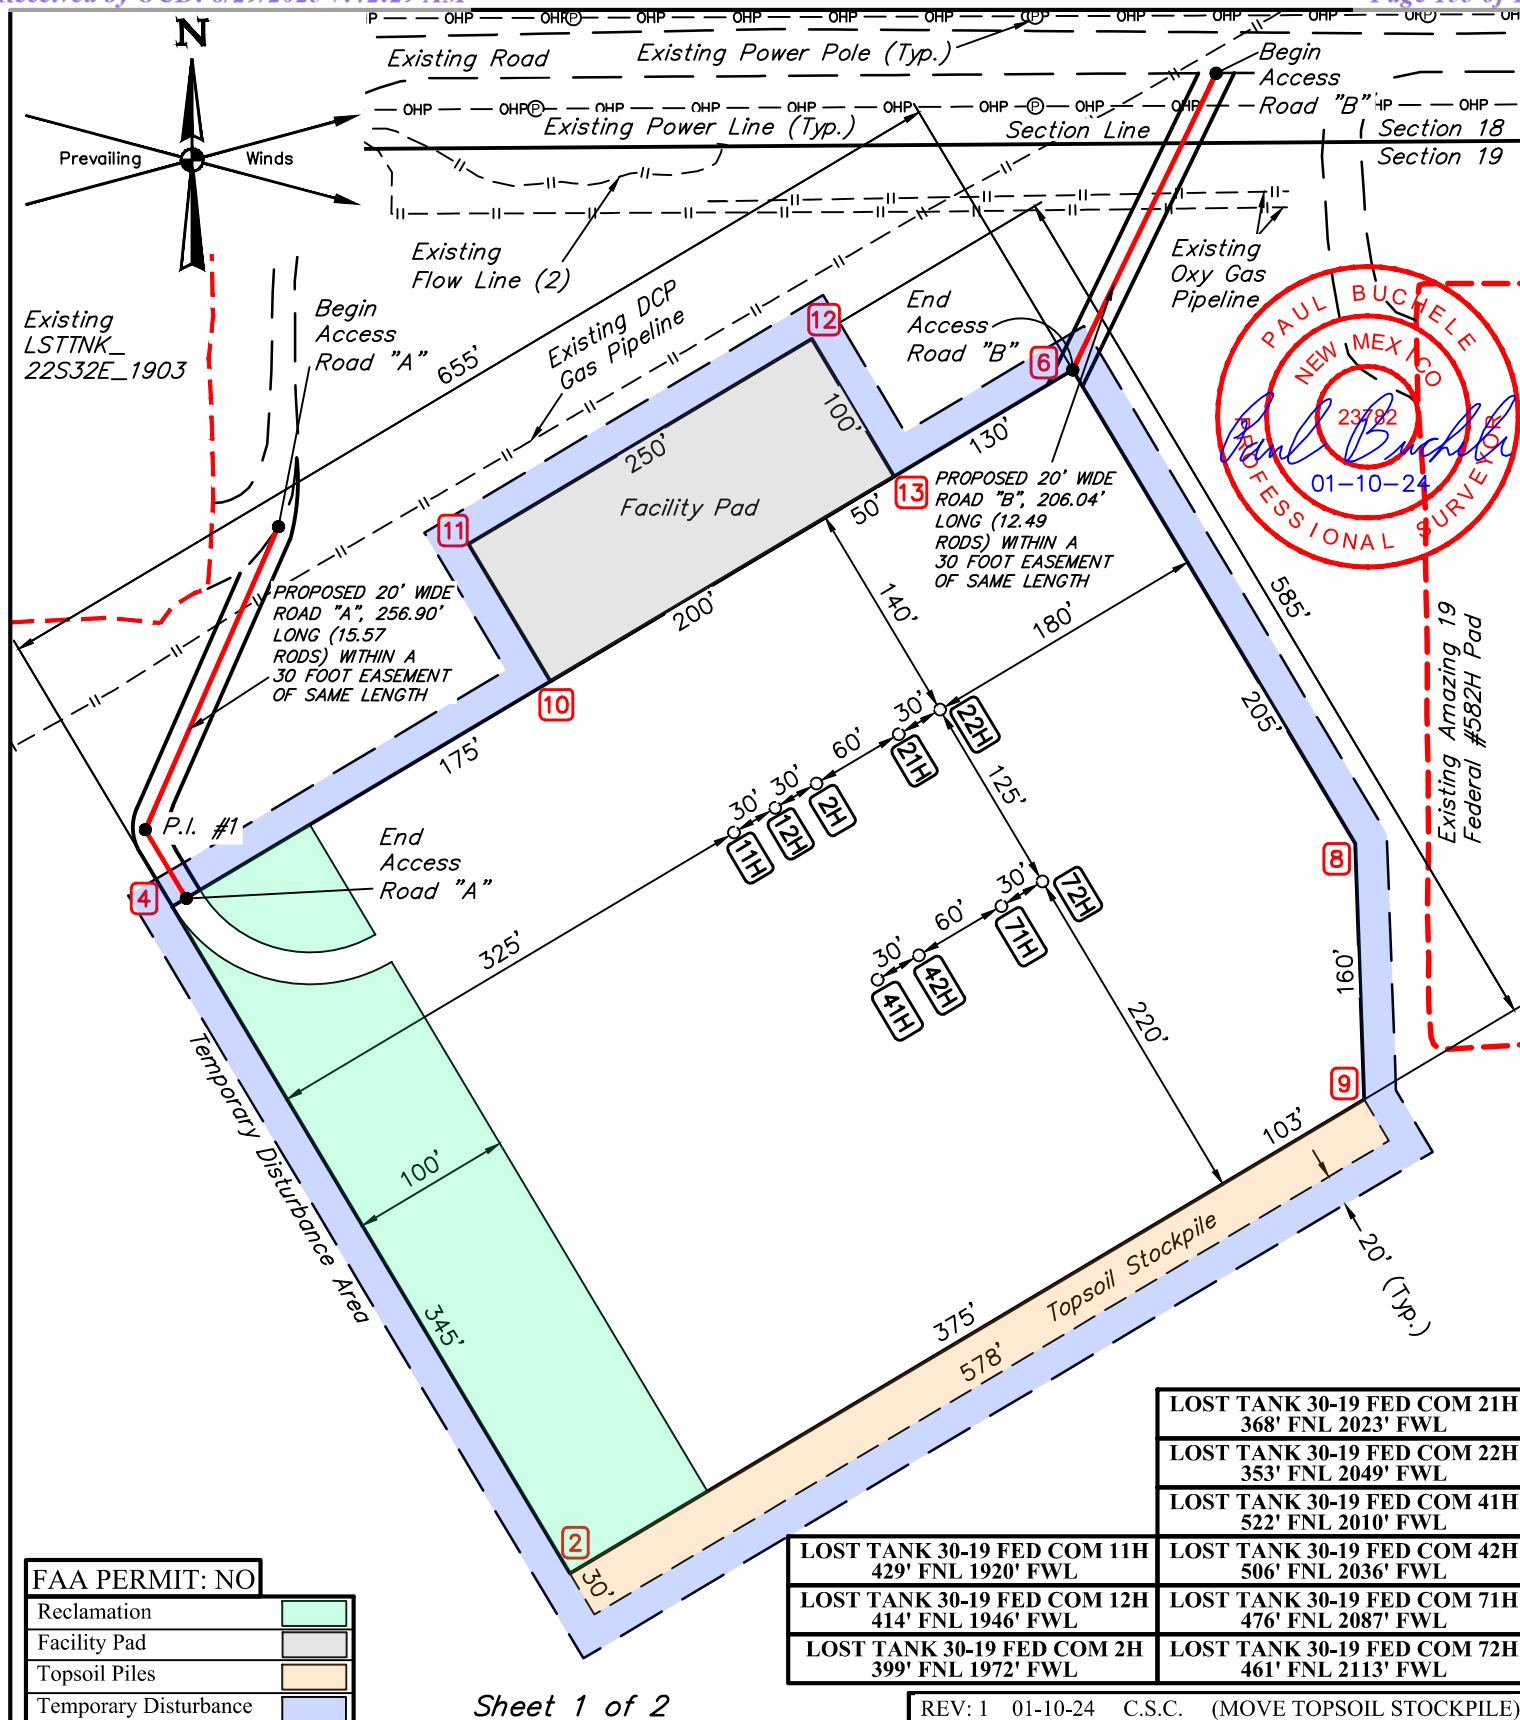 N
Prevailing Winds
Existing Road
Existing Power Pole (Typ.)
Begin
Access
Road "B"
OHP OHP OHP OHP OHP OHP OHP OHP
Existing Power Line (Typ.)
Section Line
Section 18
Section 19
Existing
Flow Line (2)
Existing
Oxy Gas
Pipeline
Existing
LSTTNK_
22S32E_1903
Begin
Access
Road "A"
655'
Existing DCP
Gas Pipeline
End
Access
Road "B"
12
6
PAUL BUCHELE
NEW MEXICO
23782
PROFESSIONAL SURVEYOR
Paul Buchele
01-10-24
250'
100'
130'
Facility Pad
11
13
50'
PROPOSED 20' WIDE
ROAD "B", 206.04'
LONG (12.49
RODS) WITHIN A
30 FOOT EASEMENT
OF SAME LENGTH
PROPOSED 20' WIDE
ROAD "A", 256.90'
LONG (15.57
RODS) WITHIN A
30 FOOT EASEMENT
OF SAME LENGTH
200'
140'
180'
585'
10
175'
205'
Existing Amazing 19
Federal #582H Pad
30' 30' 60' 30'
11H 12H 2H 21H 22H
125'
P.I. #1
End
Access
Road "A"
4
8
325'
30' 60' 30'
41H 42H 71H 72H
160'
220'
9
Temporary Disturbance Area
100'
103'
20' (Typ.)
Topsoil Stockpile
345'
375'
578'
2
30'
LOST TANK 30-19 FED COM 21H
368' FNL 2023' FWL
LOST TANK 30-19 FED COM 22H
353' FNL 2049' FWL
LOST TANK 30-19 FED COM 41H
522' FNL 2010' FWL
LOST TANK 30-19 FED COM 11H
429' FNL 1920' FWL
LOST TANK 30-19 FED COM 42H
506' FNL 2036' FWL
LOST TANK 30-19 FED COM 12H
414' FNL 1946' FWL
LOST TANK 30-19 FED COM 71H
476' FNL 2087' FWL
LOST TANK 30-19 FED COM 2H
399' FNL 1972' FWL
LOST TANK 30-19 FED COM 72H
461' FNL 2113' FWL
FAA PERMIT: NO
Reclamation
Facility Pad
Topsoil Piles
Temporary Disturbance
Sheet 1 of 2
REV: 1 01-10-24 C.S.C. (MOVE TOPSOIL STOCKPILE)